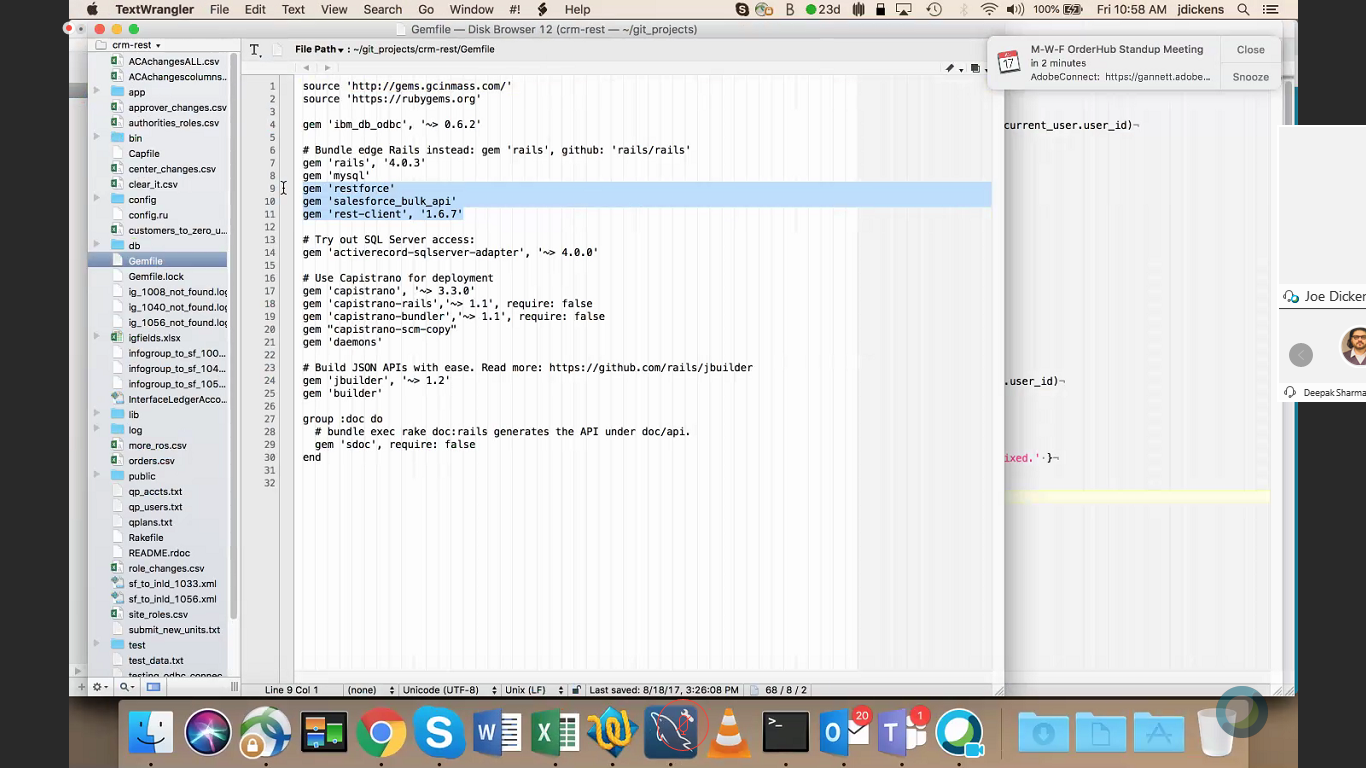 TextWrangler File Edit Text View Search Go Window #! Help 23d 100% Fri 10:58 AM jdickens
Gemfile — Disk Browser 12 (crm-rest — ~/git_projects)
crm-rest
File Path : ~/git_projects/crm-rest/Gemfile
M-W-F OrderHub Standup Meeting
in 2 minutes
AdobeConnect: https://gannett.adobe...
Close
Snooze
ACAchangesALL.csv
ACAchangescolumns...
app
approver_changes.csv
authorities_roles.csv
bin
Capfile
center_changes.csv
clear_it.csv
config
config.ru
customers_to_zero_u...
db
Gemfile
Gemfile.lock
ig_1008_not_found.log
ig_1040_not_found.log
ig_1056_not_found.log
igfields.xlsx
infogroup_to_sf_100...
infogroup_to_sf_104...
infogroup_to_sf_105...
InterfaceLedgerAcco...
lib
log
more_ros.csv
orders.csv
public
qp_accts.txt
qp_users.txt
qplans.txt
Rakefile
README.rdoc
role_changes.csv
sf_to_inld_1033.xml
sf_to_inld_1056.xml
site_roles.csv
submit_new_units.txt
test
test_data.txt
testing_odbc_connec
1 source 'http://gems.gcinmass.com/'
2 source 'https://rubygems.org'
3
4 gem 'ibm_db_odbc', '~> 0.6.2'
5
6 # Bundle edge Rails instead: gem 'rails', github: 'rails/rails'
7 gem 'rails', '4.0.3'
8 gem 'mysql'
9 gem 'restforce'
10 gem 'salesforce_bulk_api'
11 gem 'rest-client', '1.6.7'
12
13 # Try out SQL Server access:
14 gem 'activerecord-sqlserver-adapter', '~> 4.0.0'
15
16 # Use Capistrano for deployment
17 gem 'capistrano', '~> 3.3.0'
18 gem 'capistrano-rails','~> 1.1', require: false
19 gem 'capistrano-bundler','~> 1.1', require: false
20 gem "capistrano-scm-copy"
21 gem 'daemons'
22
23 # Build JSON APIs with ease. Read more: https://github.com/rails/jbuilder
24 gem 'jbuilder', '~> 1.2'
25 gem 'builder'
26
27 group :doc do
28 # bundle exec rake doc:rails generates the API under doc/api.
29 gem 'sdoc', require: false
30 end
31
32
current_user.user_id)¬
.user_id)¬
ixed.'·}¬
Joe Dicken
Deepak Sharma
Line 9 Col 1 (none) Unicode (UTF-8) Unix (LF) Last saved: 8/18/17, 3:26:08 PM 68 / 8 / 2
17
20
1